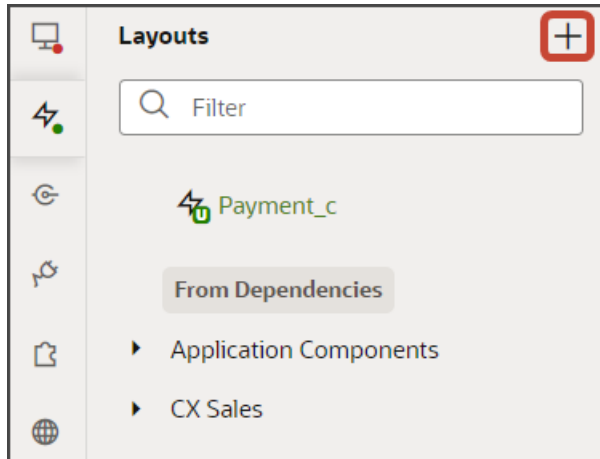 Layouts
Filter
U Payment_c
From Dependencies
Application Components
CX Sales